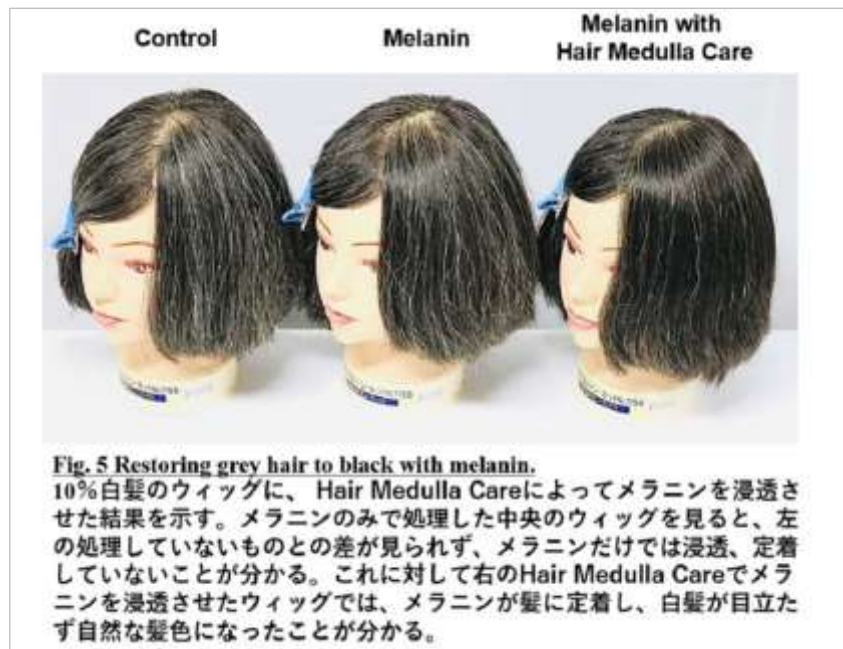 Control
Melanin
Melanin with
Hair Medulla Care
Fig. 5 Restoring grey hair to black with melanin.
10%白髪のウィッグに、 Hair Medulla Careによってメラニンを浸透さ
せた結果を示す。メラニンのみで処理した中央のウィッグを見ると、左
の処理していないものとの差が見られず、メラニンだけでは浸透、定着
していないことが分かる。これに対して右のHair Medulla Careでメラ
ニンを浸透させたウィッグでは、メラニンが髪に定着し、白髪が目立た
ず自然な髪色になったことが分かる。